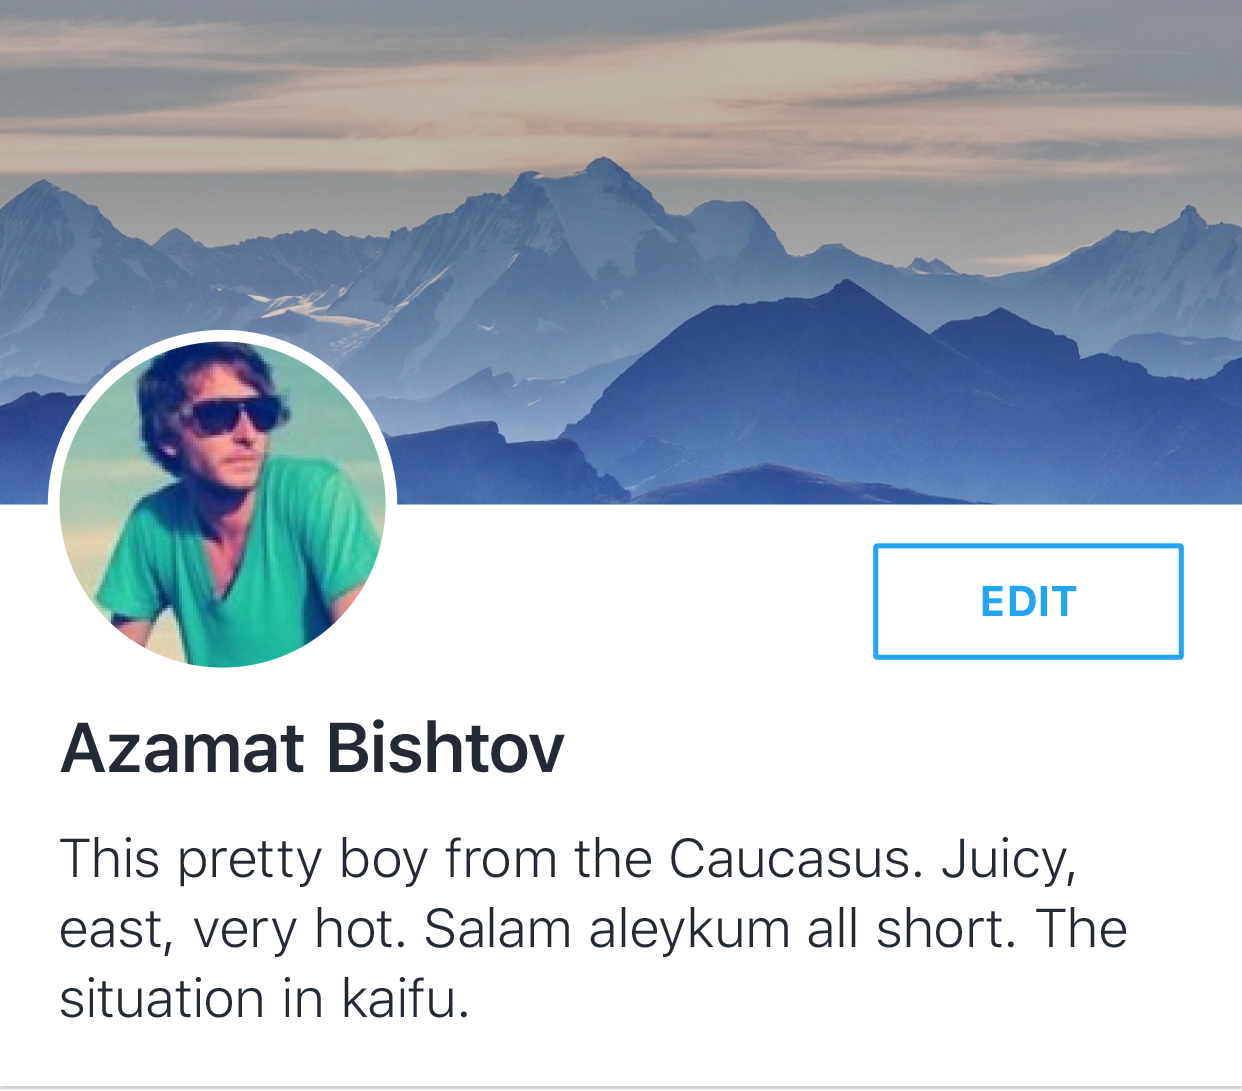 EDIT
Azamat Bishtov
This pretty boy from the Caucasus. Juicy,
east, very hot. Salam aleykum all short. The
situation in kaifu.